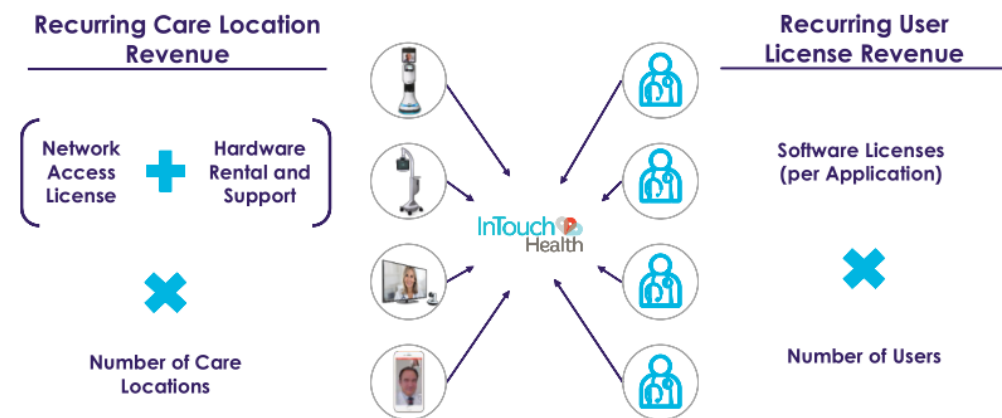 Recurring Care Location
Revenue
Network
Access
License
Hardware
Rental and
Support
Number of Care
Locations
InTouch
Health
Recurring User
License Revenue
Software Licenses
(per Application)
Number of Users